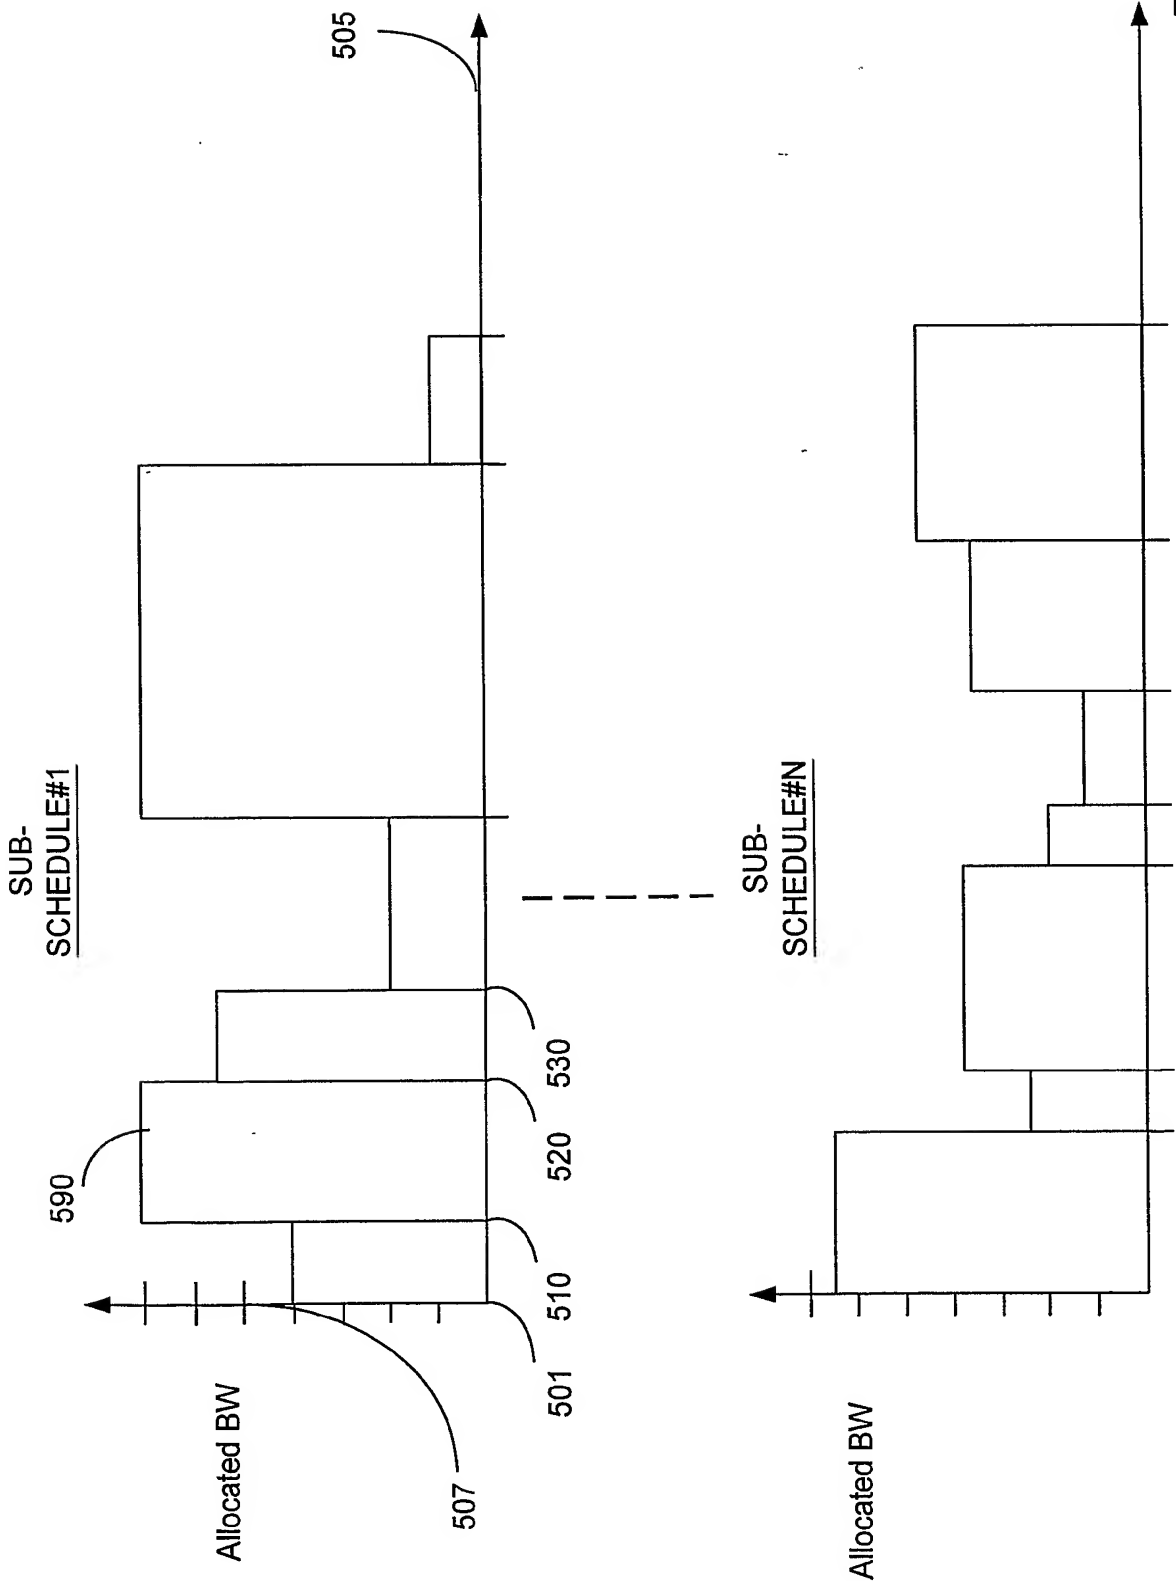 SUB-
SCHEDULE#1
590
505
Allocated BW
507
501
510
520
530
SUB-
SCHEDULE#N
Allocated BW